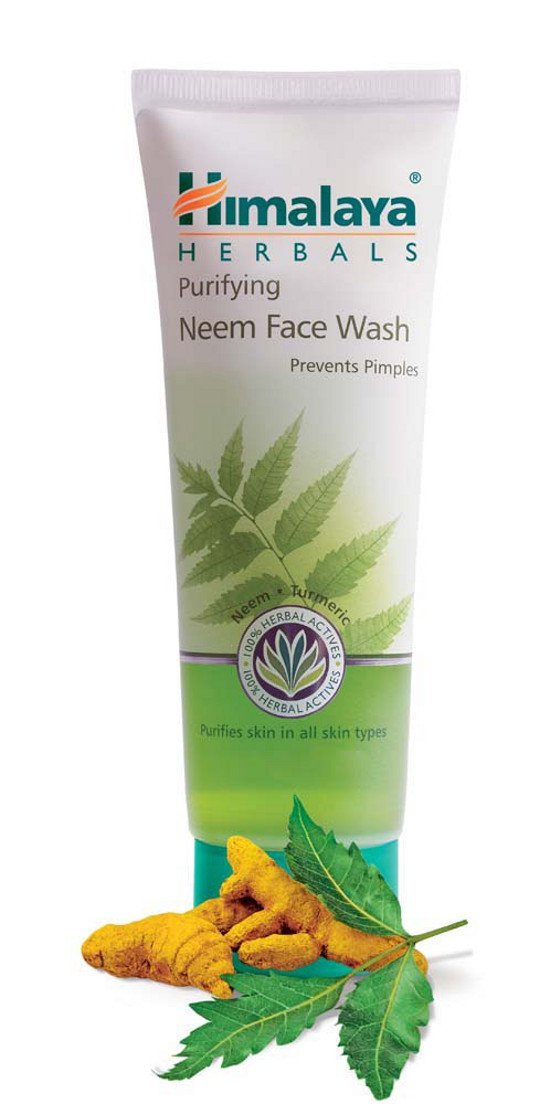 Himalaya®
HERBALS
Purifying
Neem Face Wash
Prevents Pimples
Neem • Turmeric
100% HERBAL ACTIVES • 100% HERBAL ACTIVES •
Purifies skin in all skin types